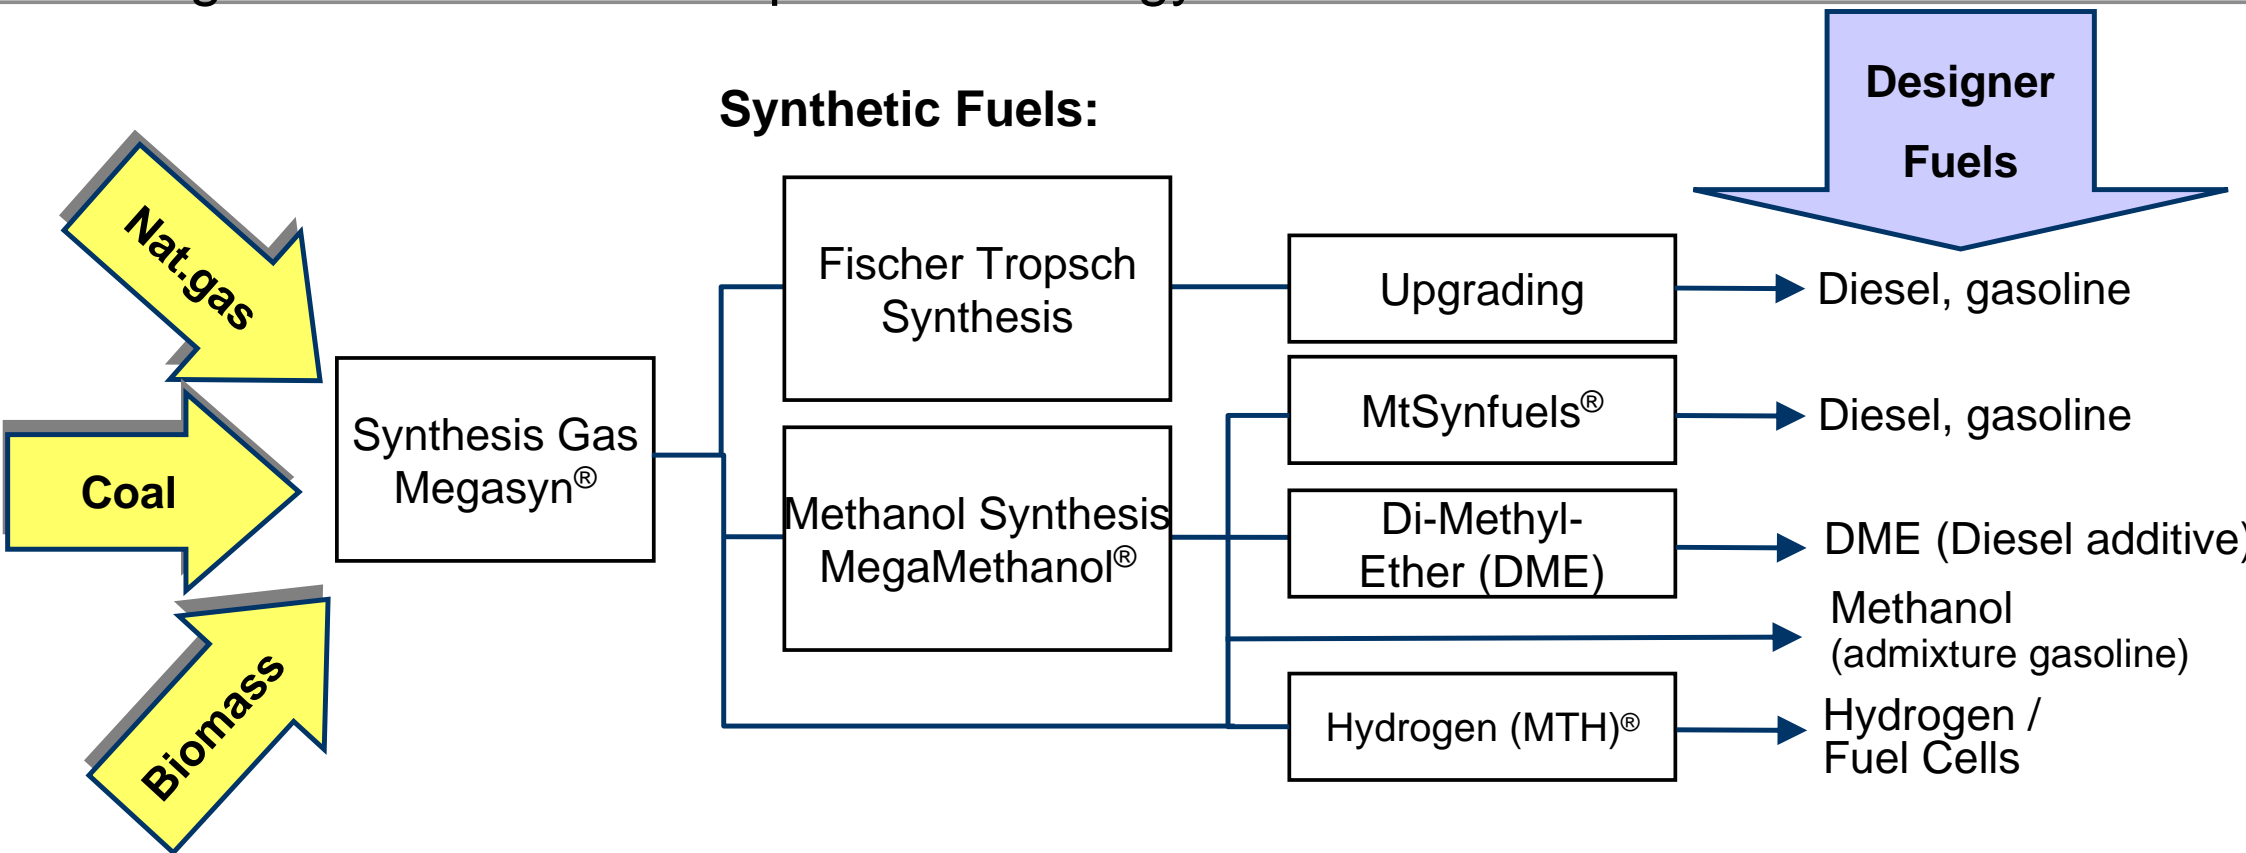 Synthetic Fuels:
Designer
Fuels
Nat.gas
Coal
Biomass
Synthesis Gas
Megasyn®
Fischer Tropsch
Synthesis
Methanol Synthesis
MegaMethanol®
Upgrading
MtSynfuels®
Di-Methyl-
Ether (DME)
Hydrogen (MTH)®
Diesel, gasoline
Diesel, gasoline
DME (Diesel additive)
Methanol
(admixture gasoline)
Hydrogen /
Fuel Cells